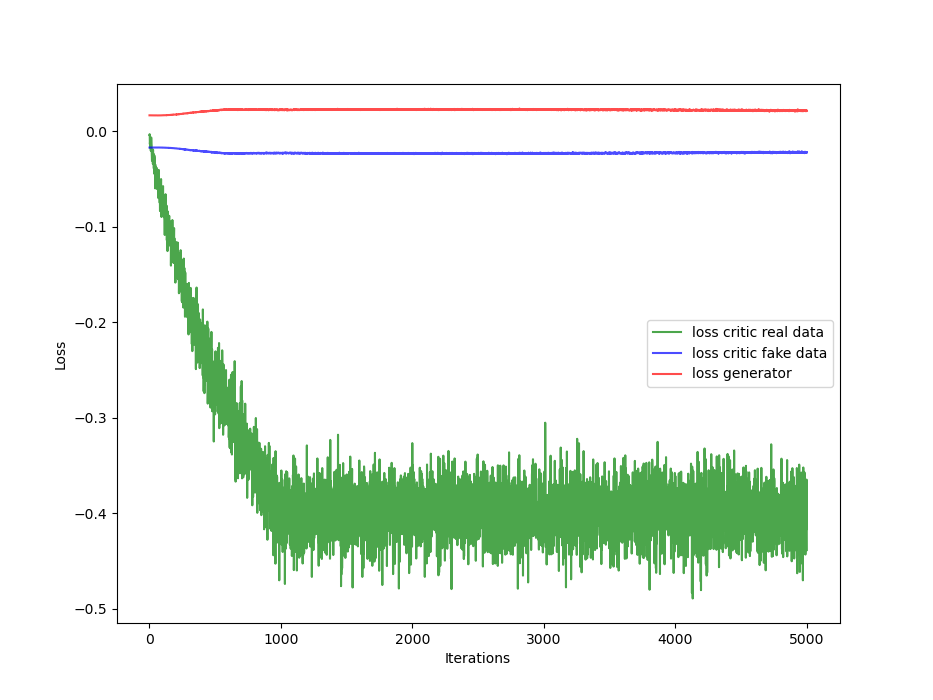 0.0
−0.1
−0.2
−0.3
−0.4
−0.5
Loss
loss critic real data
loss critic fake data
loss generator
0 1000 2000 3000 4000 5000
Iterations